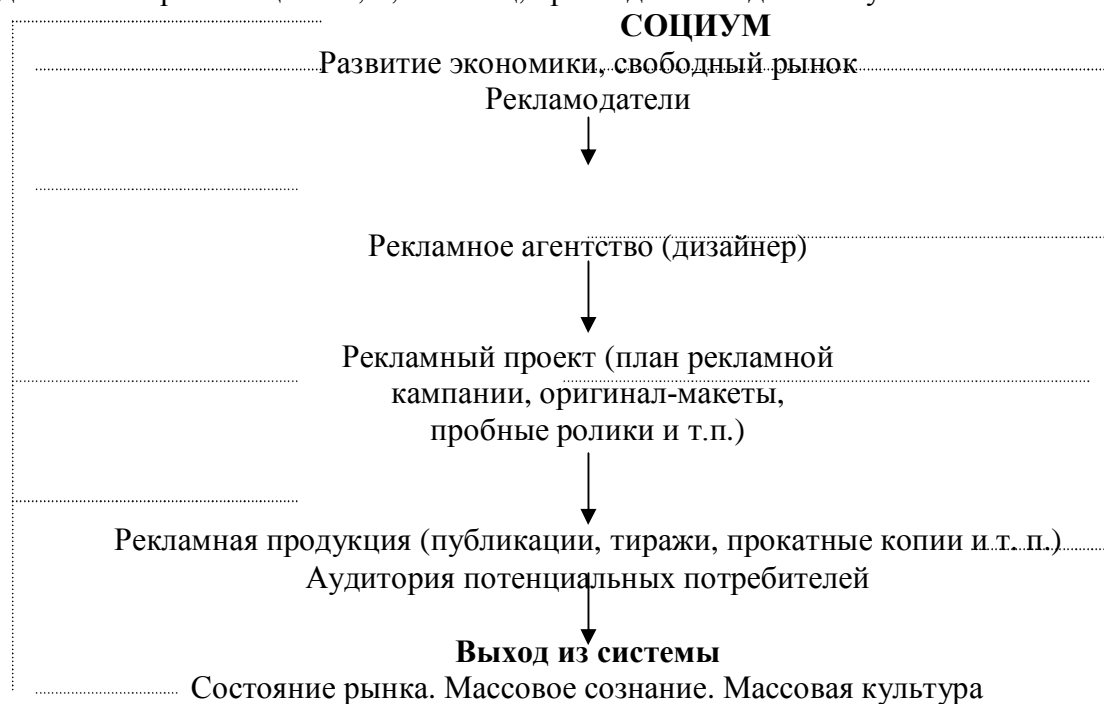 СОЦИУМ
Развитие экономики, свободный рынок
Рекламодатели
Рекламное агентство (дизайнер)
Рекламный проект (план рекламной
кампании, оригинал-макеты,
пробные ролики и т.п.)
Рекламная продукция (публикации, тиражи, прокатные копии и т. п.)
Аудитория потенциальных потребителей
Выход из системы
Состояние рынка. Массовое сознание. Массовая культура